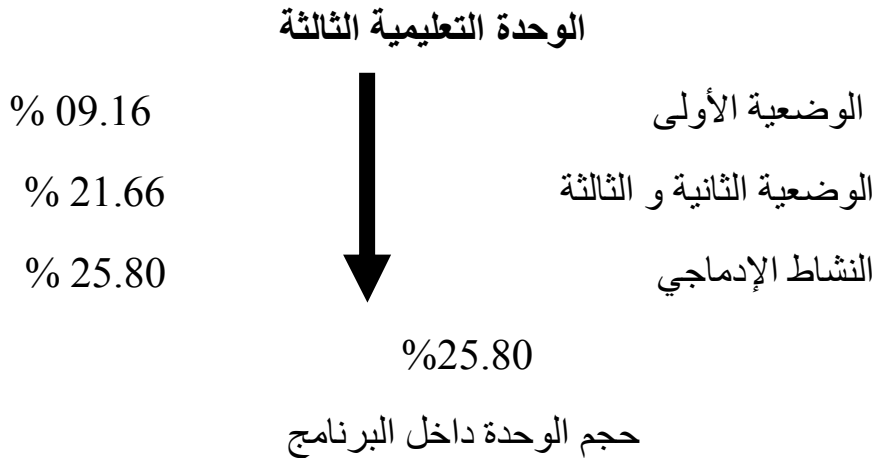 الوحدة التعليمية الثالثة
الوضعية الأولى 09.16 %
الوضعية الثانية و الثالثة 21.66 %
النشاط الإدماجي 25.80 %
%25.80
حجم الوحدة داخل البرنامج